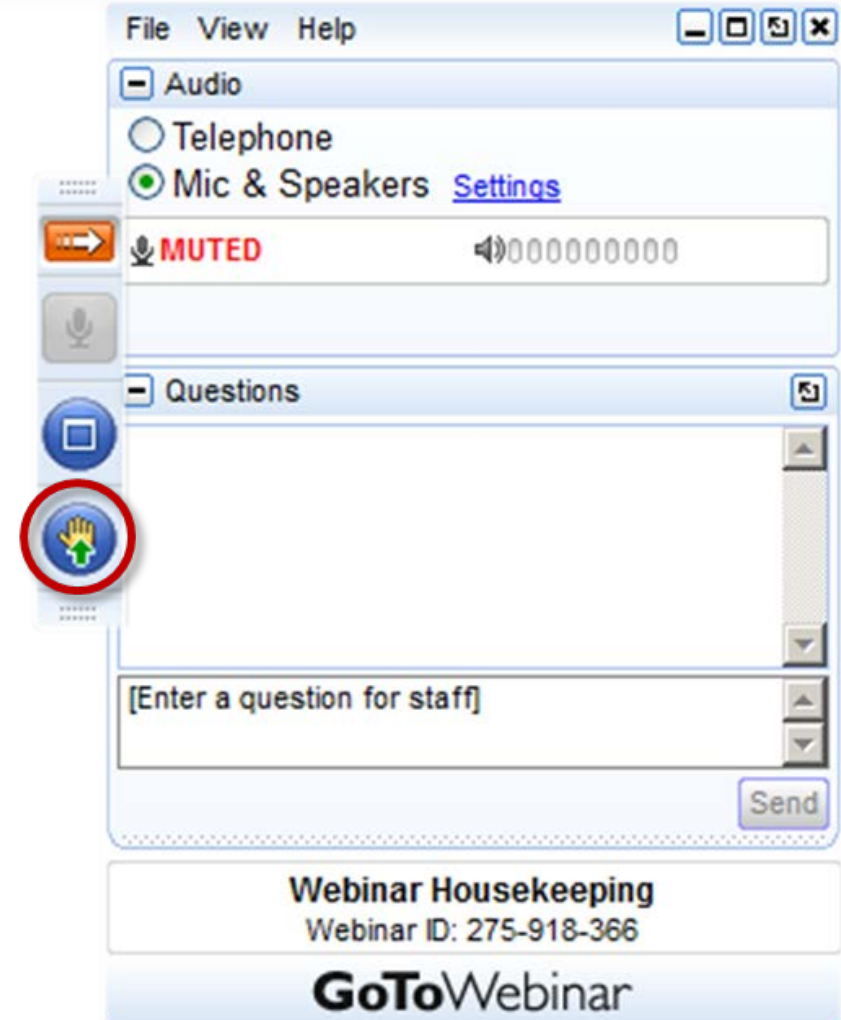 File View Help
Audio
Telephone
Mic & Speakers Settings
MUTED
Questions
[Enter a question for staff]
Send
Webinar Housekeeping
Webinar ID: 275-918-366
GoToWebinar